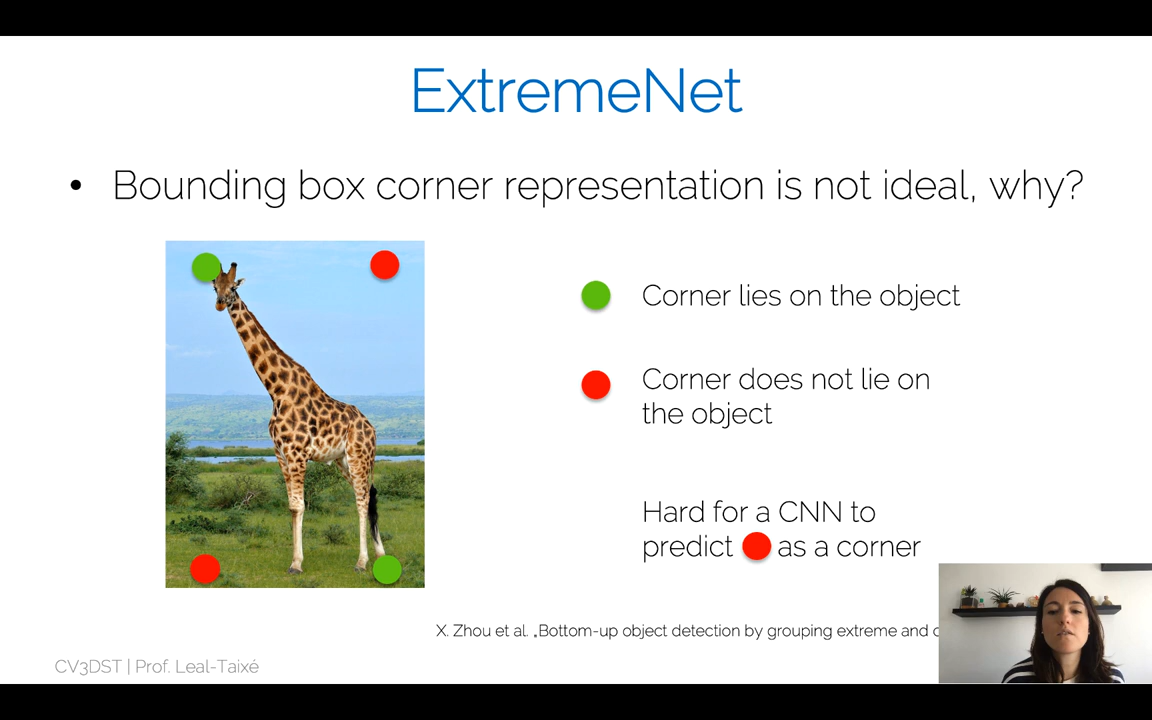 ExtremeNet
• Bounding box corner representation is not ideal, why?
Corner lies on the object
Corner does not lie on
the object
Hard for a CNN to
predict as a corner
X. Zhou et al. „Bottom-up object detection by grouping extreme and
CV3DST | Prof. Leal-Taixé